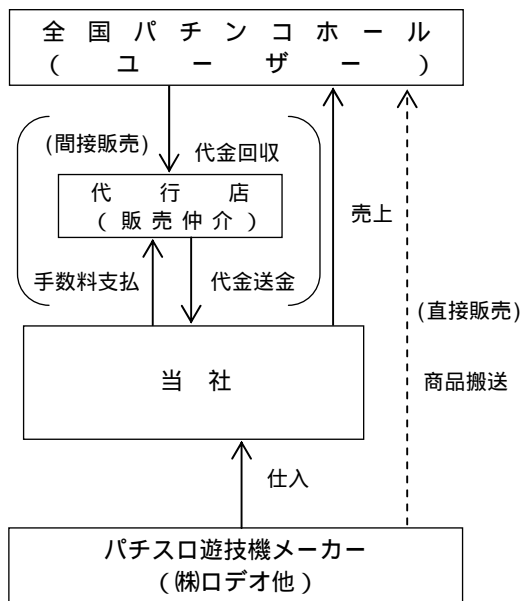 全国パチンコホール
(ユーザー)
(間接販売)
代金回収
代行店
(販売仲介)
売上
手数料支払
代金送金
(直接販売)
当社
商品搬送
仕入
パチスロ遊技機メーカー
(㈱ロデオ他)